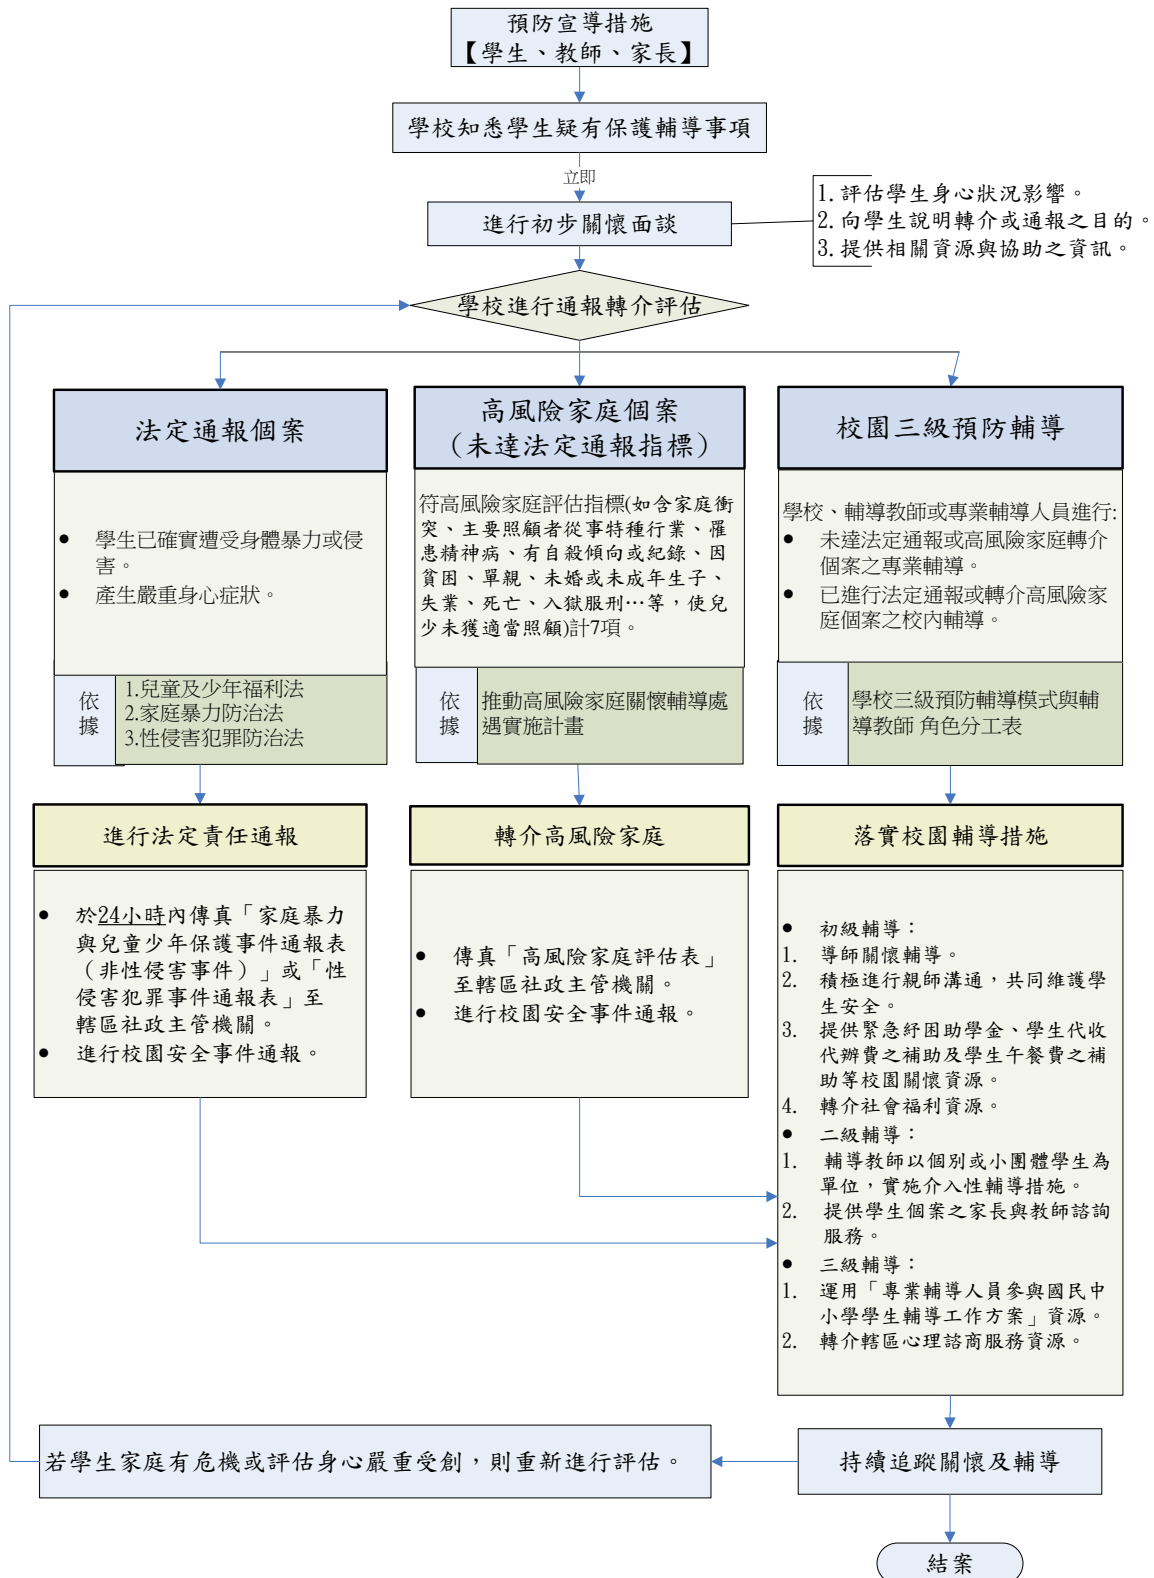 預防宣導措施
【學生、教師、家長】
學校知悉學生疑有保護輔導事項
立即
進行初步關懷面談
1.評估學生身心狀況影響。
2.向學生說明轉介或通報之目的。
3.提供相關資源與協助之資訊。
學校進行通報轉介評估
法定通報個案
● 學生已確實遭受身體暴力或侵
害。
● 產生嚴重身心症狀。
依
據
1.兒童及少年福利法
2.家庭暴力防治法
3.性侵害犯罪防治法
高風險家庭個案
（未達法定通報指標）
符高風險家庭評估指標(如含家庭衝
突、主要照顧者從事特種行業、罹
患精神病、有自殺傾向或紀錄、因
貧困、單親、未婚或未成年生子、
失業、死亡、入獄服刑…等，使兒
少未獲適當照顧)計7項。
依
據
推動高風險家庭關懷輔導處
遇實施計畫
校園三級預防輔導
學校、輔導教師或專業輔導人員進行:
● 未達法定通報或高風險家庭轉介
個案之專業輔導。
● 已進行法定通報或轉介高風險家
庭個案之校內輔導。
依
據
學校三級預防輔導模式與輔
導教師 角色分工表
進行法定責任通報
● 於24小時內傳真「家庭暴力
與兒童少年保護事件通報表
（非性侵害事件）」或「性
侵害犯罪事件通報表」至
轄區社政主管機關。
● 進行校園安全事件通報。
轉介高風險家庭
● 傳真「高風險家庭評估表」
至轄區社政主管機關。
● 進行校園安全事件通報。
落實校園輔導措施
● 初級輔導：
1. 導師關懷輔導。
2. 積極進行親師溝通，共同維護學
生安全。
3. 提供緊急紓困助學金、學生代收
代辦費之補助及學生午餐費之補
助等校園關懷資源。
4. 轉介社會福利資源。
● 二級輔導：
1. 輔導教師以個別或小團體學生為
單位，實施介入性輔導措施。
2. 提供學生個案之家長與教師諮詢
服務。
● 三級輔導：
1. 運用「專業輔導人員參與國民中
小學學生輔導工作方案」資源。
2. 轉介轄區心理諮商服務資源。
若學生家庭有危機或評估身心嚴重受創，則重新進行評估。
持續追蹤關懷及輔導
結案